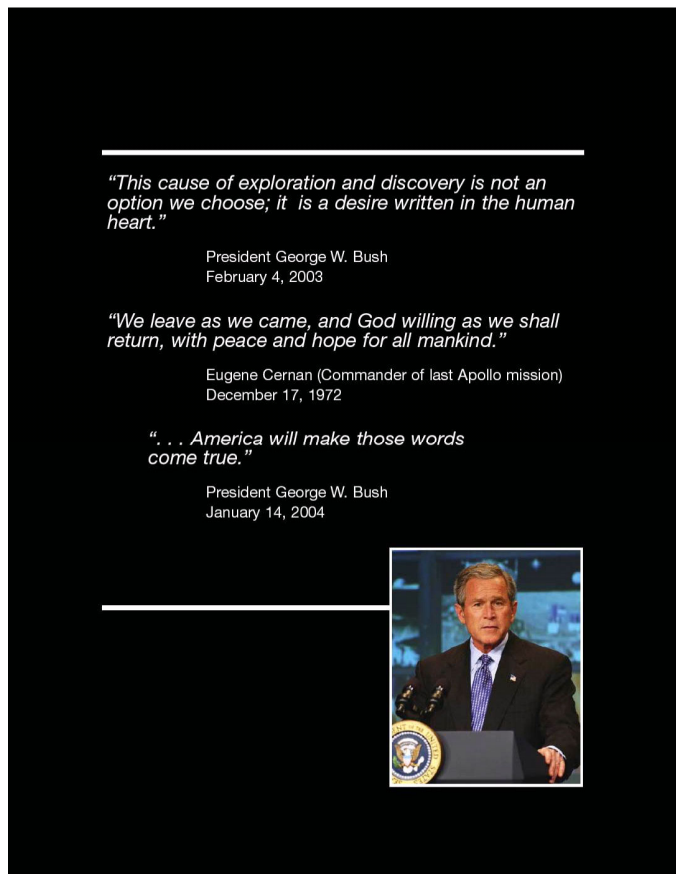 “This cause of exploration and discovery is not an
option we choose; it  is a desire written in the human
heart.”
President George W. Bush
February 4, 2003
“We leave as we came, and God willing as we shall
return, with peace and hope for all mankind.”
Eugene Cernan (Commander of last Apollo mission)
December 17, 1972
“. . . America will make those words
come true.”
President George W. Bush
January 14, 2004